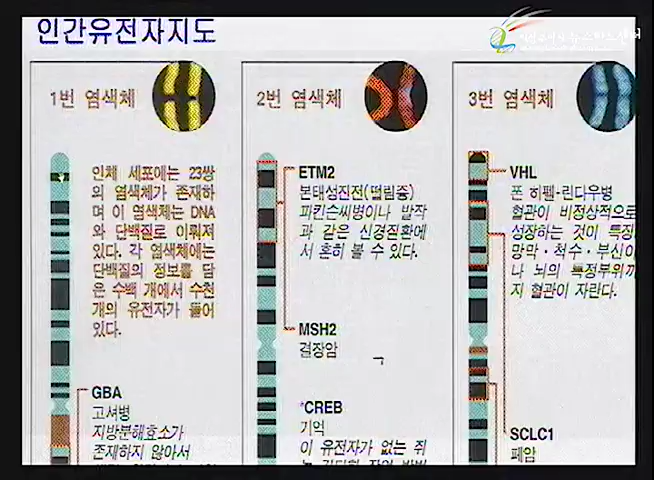 인간유전자지도
1번 염색체
인체 세포에는 23쌍
의 염색체가 존재하
며 이 염색체는 DNA
와 단백질로 이뤄져
있다. 각 염색체에는
단백질의 정보를 담
은 수백 개에서 수천
개의 유전자가 들어
있다.
GBA
고셔병
지방분해효소가
존재하지 않아서
2번 염색체
ETM2
본태성진전(떨림증)
파킨슨씨병이나 발작
과 같은 신경질환에
서 흔히 볼 수 있다.
MSH2
결장암
*CREB
기억
이 유전자가 없는 쥐
3번 염색체
VHL
폰 히펠·린다우병
혈관이 비정상적으로
성장하는 것이 특징
망막·척수·부신이
나 뇌의 특정부위까
지 혈관이 자란다.
SCLC1
폐암